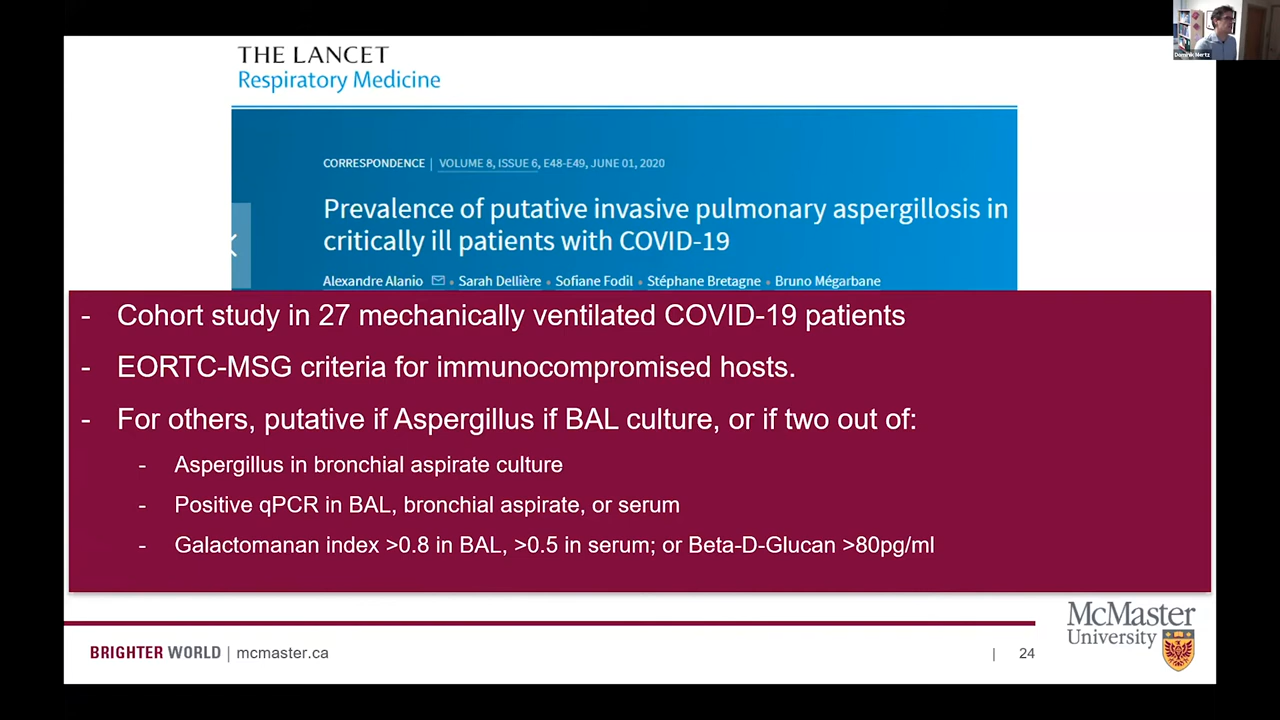 Dominik Mertz
THE LANCET
Respiratory Medicine
CORRESPONDENCE | VOLUME 8, ISSUE 6, E48-E49, JUNE 01, 2020
Prevalence of putative invasive pulmonary aspergillosis in
critically ill patients with COVID-19
Alexandre Alanio • Sarah Dellière • Sofiane Fodil • Stéphane Bretagne • Bruno Mégarbane
- Cohort study in 27 mechanically ventilated COVID-19 patients
- EORTC-MSG criteria for immunocompromised hosts.
- For others, putative if Aspergillus if BAL culture, or if two out of:
- Aspergillus in bronchial aspirate culture
- Positive qPCR in BAL, bronchial aspirate, or serum
- Galactomanan index >0.8 in BAL, >0.5 in serum; or Beta-D-Glucan >80pg/ml
BRIGHTER WORLD | mcmaster.ca
| 24
McMaster
University